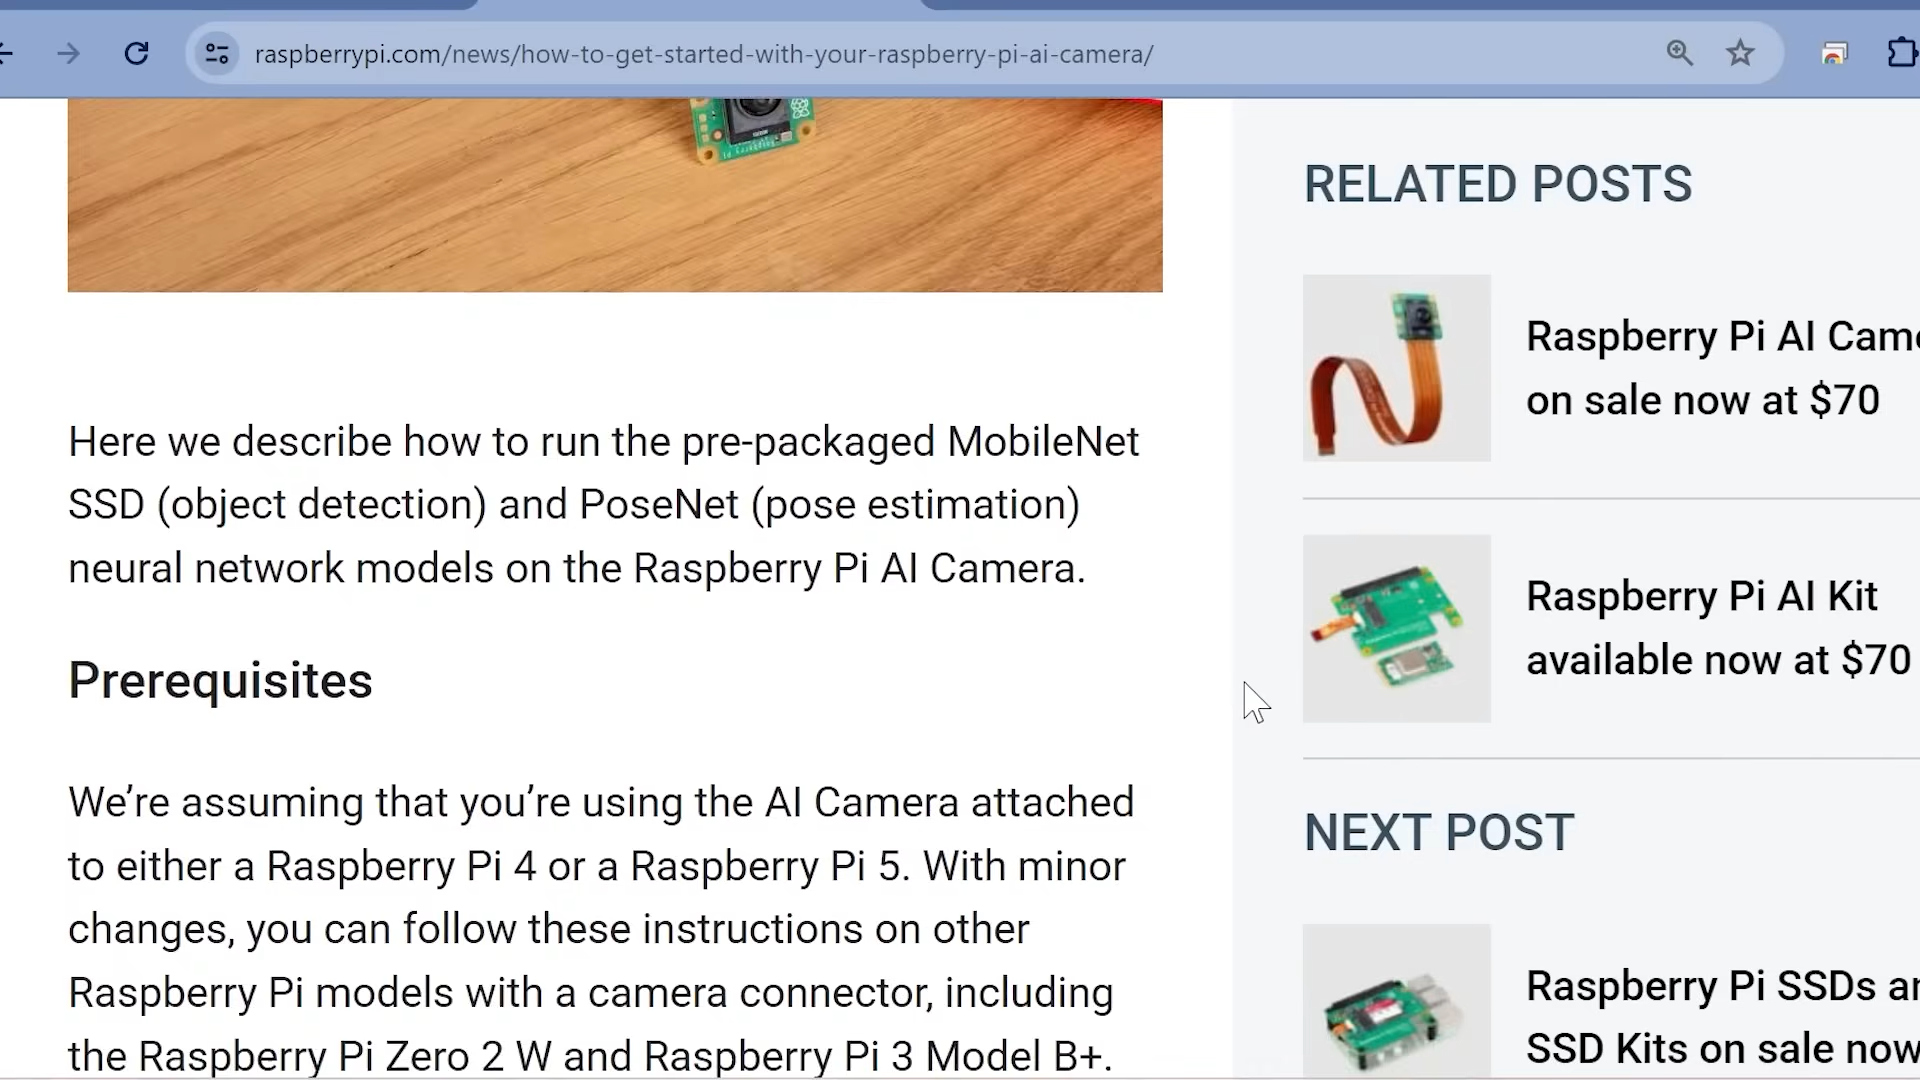 raspberrypi.com/news/how-to-get-started-with-your-raspberry-pi-ai-camera/
Here we describe how to run the pre-packaged MobileNet
SSD (object detection) and PoseNet (pose estimation)
neural network models on the Raspberry Pi AI Camera.
Prerequisites
We’re assuming that you’re using the AI Camera attached
to either a Raspberry Pi 4 or a Raspberry Pi 5. With minor
changes, you can follow these instructions on other
Raspberry Pi models with a camera connector, including
the Raspberry Pi Zero 2 W and Raspberry Pi 3 Model B+.
RELATED POSTS
Raspberry Pi AI Came
on sale now at $70
Raspberry Pi AI Kit
available now at $70
NEXT POST
Raspberry Pi SSDs an
SSD Kits on sale now